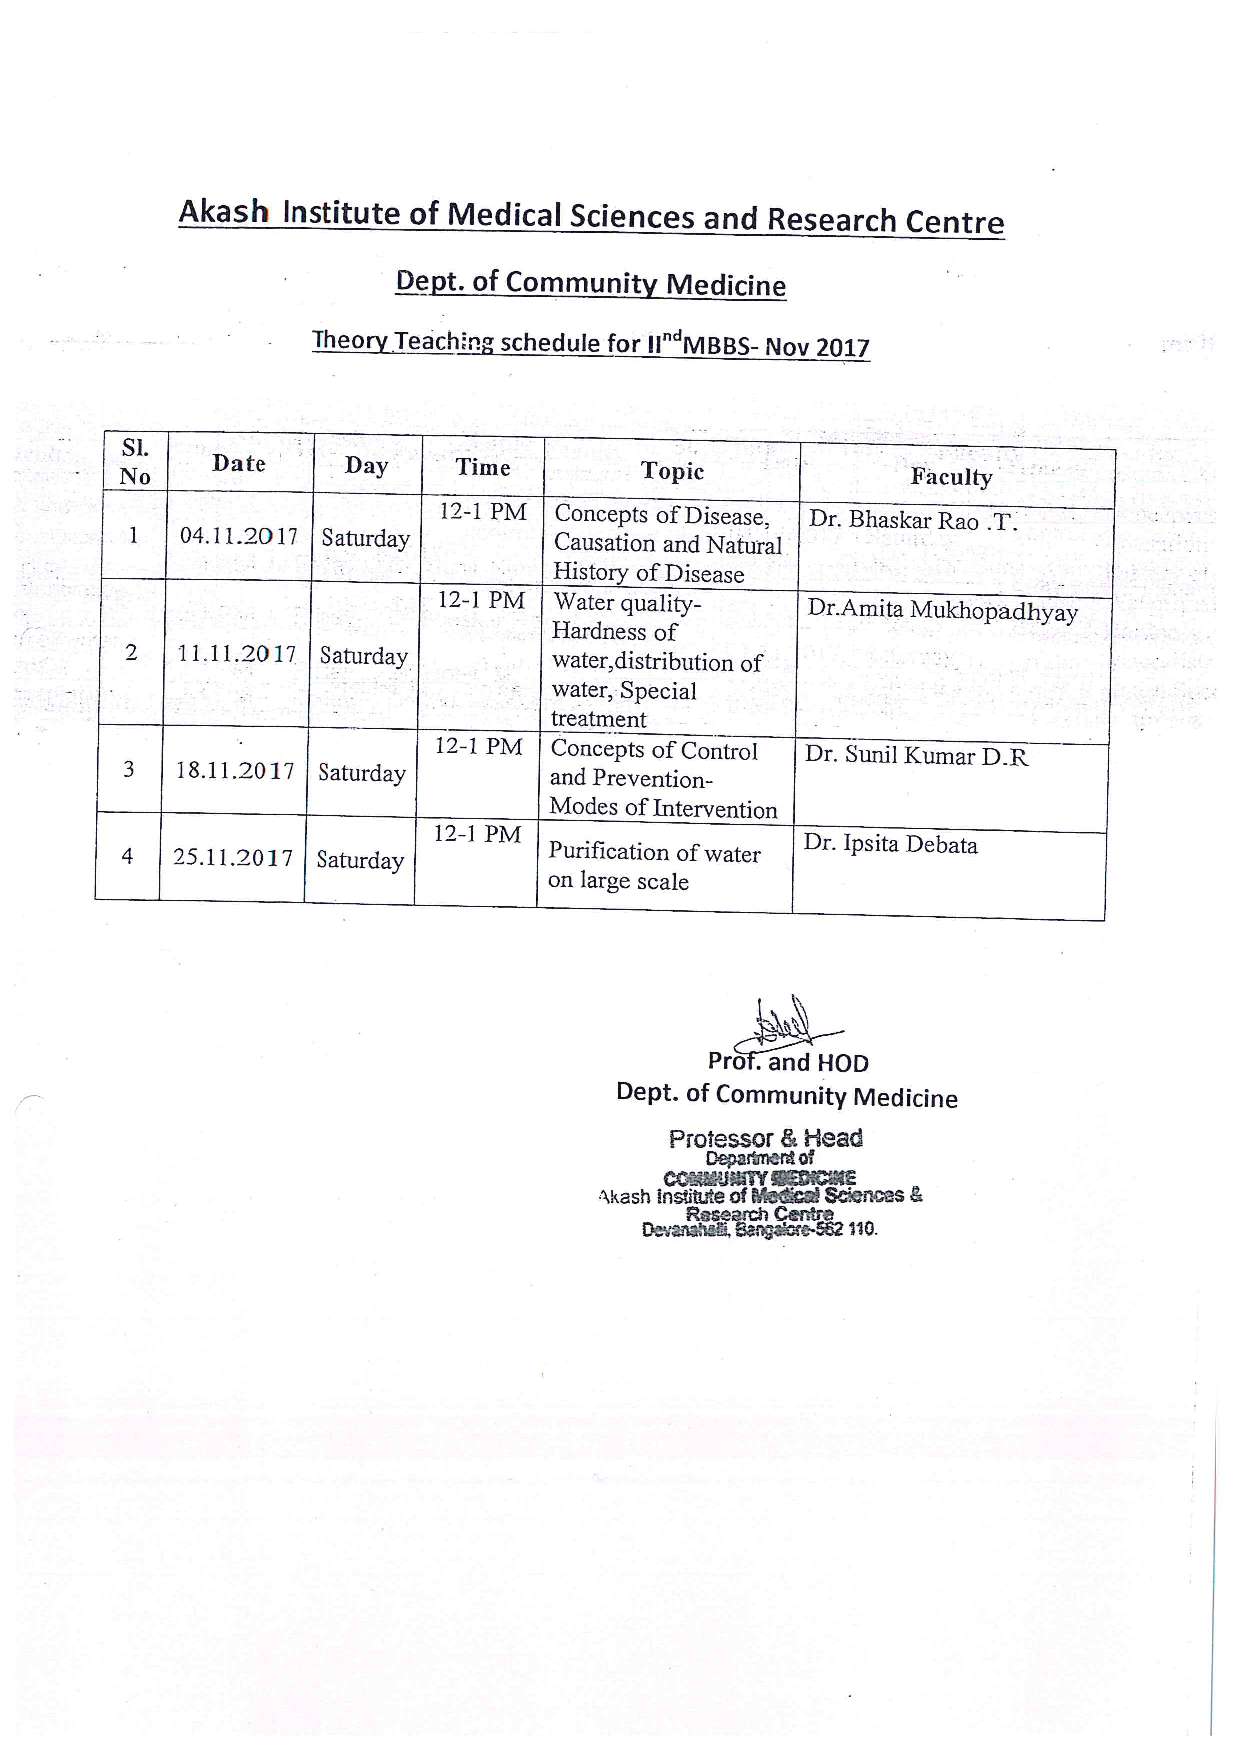 Akash Institute of Medical Sciences and Research Centre
Dept. of Community Medicine
Theory Teaching schedule for IIndMBBS- Nov 2017
Sl. No Date Day Time Topic Faculty
1 04.11.2017 Saturday 12-1 PM Concepts of Disease, Dr. Bhaskar Rao .T.
Causation and Natural
History of Disease
2 11.11.2017 Saturday 12-1 PM Water quality- Dr.Amita Mukhopadhyay
Hardness of
water,distribution of
water, Special
treatment
3 18.11.2017 Saturday 12-1 PM Concepts of Control Dr. Sunil Kumar D.R
and Prevention-
Modes of Intervention
4 25.11.2017 Saturday 12-1 PM Purification of water Dr. Ipsita Debata
on large scale
Prof. and HOD
Dept. of Community Medicine
Professor & Head
Department of
COMMUNITY MEDICINE
Akash Institute of Medical Sciences &
Research Centre
Devanahalli, Bangalore-562 110.